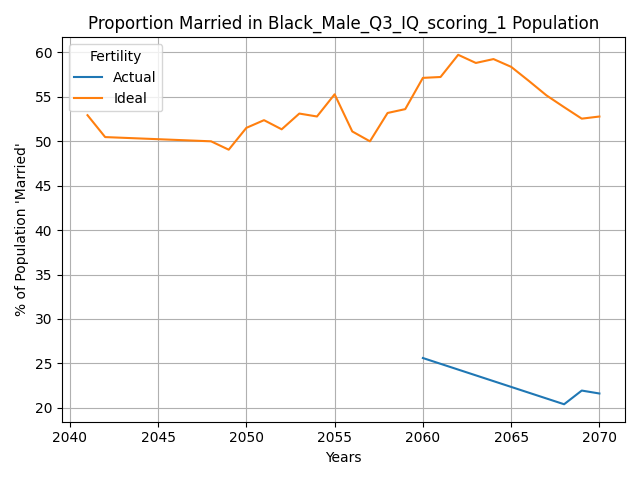 Proportion Married in Black_Male_Q3_IQ_scoring_1 Population
% of Population 'Married'
60
55
50
45
40
35
30
25
20
Fertility
Actual
Ideal
2040 2045 2050 2055 2060 2065 2070
Years